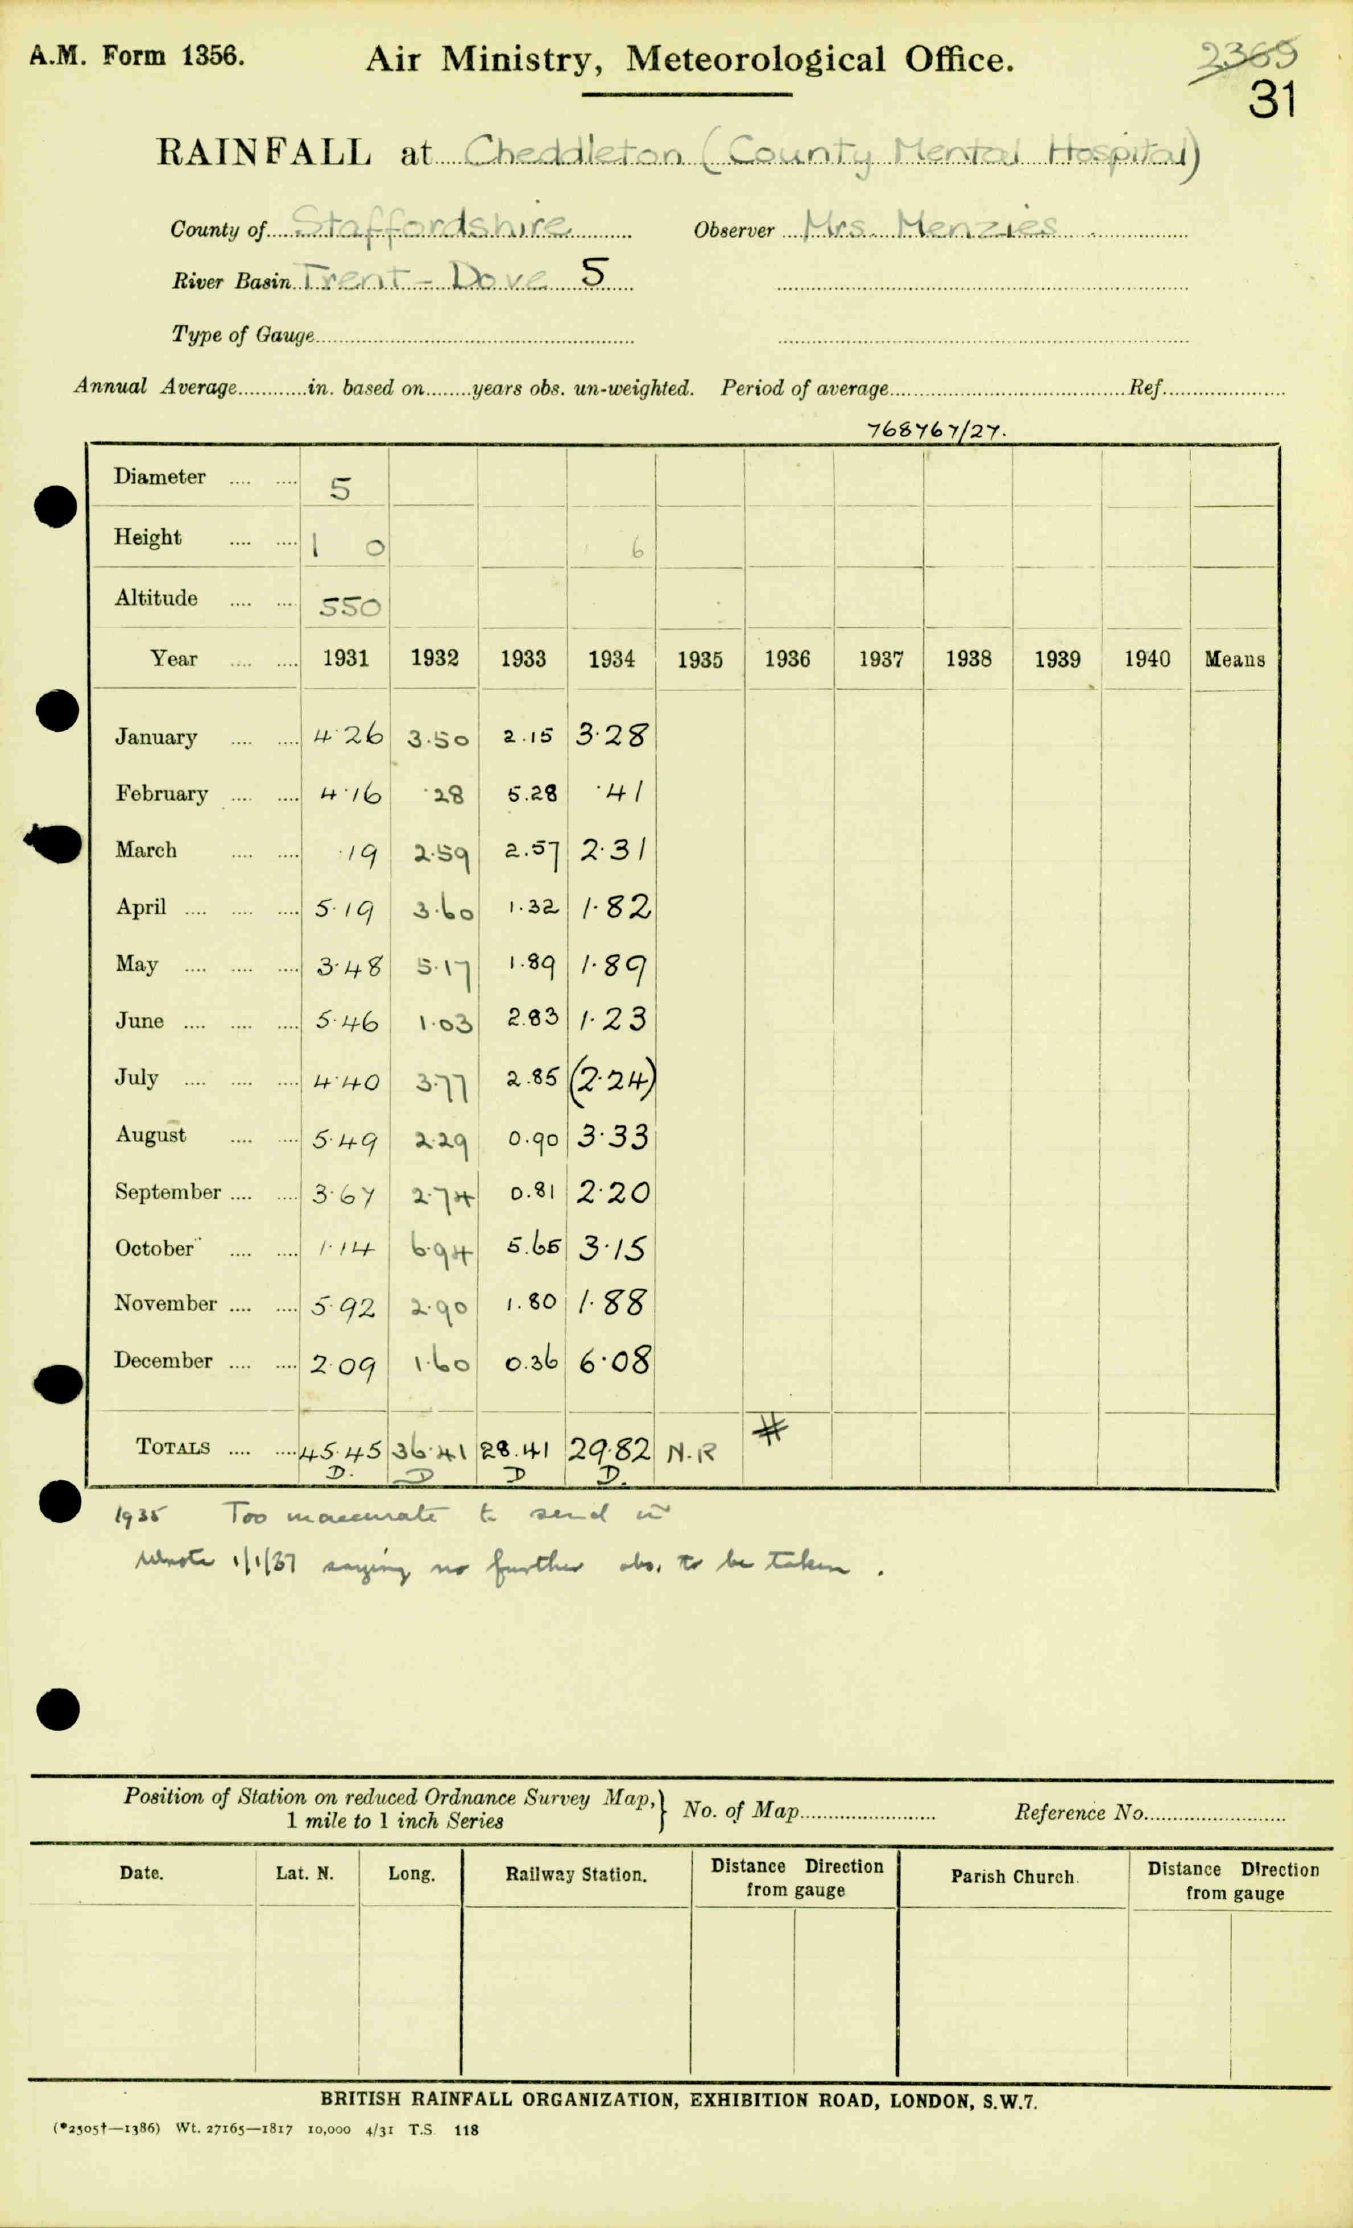 A.M. Form 1356.
Air Ministry, Meteorological Office.
2369
31
RAINFALL at Cheddleton (County Mental Hospital)
County of Staffordshire Observer Mrs. Menzies
River Basin Trent - Dove 5
Type of Gauge
Annual Average in. based on years obs. un-weighted. Period of average Ref.
768767/27.
Diameter 5
Height 1 0 6
Altitude 550
Year 1931 1932 1933 1934 1935 1936 1937 1938 1939 1940 Means
January 4.26 3.50 2.15 3.28
February 4.16 .28 5.28 .41
March .19 2.59 2.57 2.31
April 5.19 3.60 1.32 1.82
May 3.48 5.17 1.89 1.89
June 5.46 1.03 2.83 1.23
July 4.40 3.77 2.85 (2.24)
August 5.49 2.29 0.90 3.33
September 3.67 2.74 0.81 2.20
October 1.14 6.94 5.65 3.15
November 5.92 2.90 1.80 1.88
December 2.09 1.60 0.36 6.08
TOTALS 45.45 36.41 28.41 29.82 N.R #
D. D D D.
1935 Too inaccurate to send in
Wrote 1/1/37 saying no further obs. to be taken.
Position of Station on reduced Ordnance Survey Map, } No. of Map Reference No.
1 mile to 1 inch Series
Date. Lat. N. Long. Railway Station. Distance Direction from gauge Parish Church. Distance Direction from gauge
BRITISH RAINFALL ORGANIZATION, EXHIBITION ROAD, LONDON, S.W.7.
(*2505†—1386) Wt. 27165—1817 10,000 4/31 T.S. 118